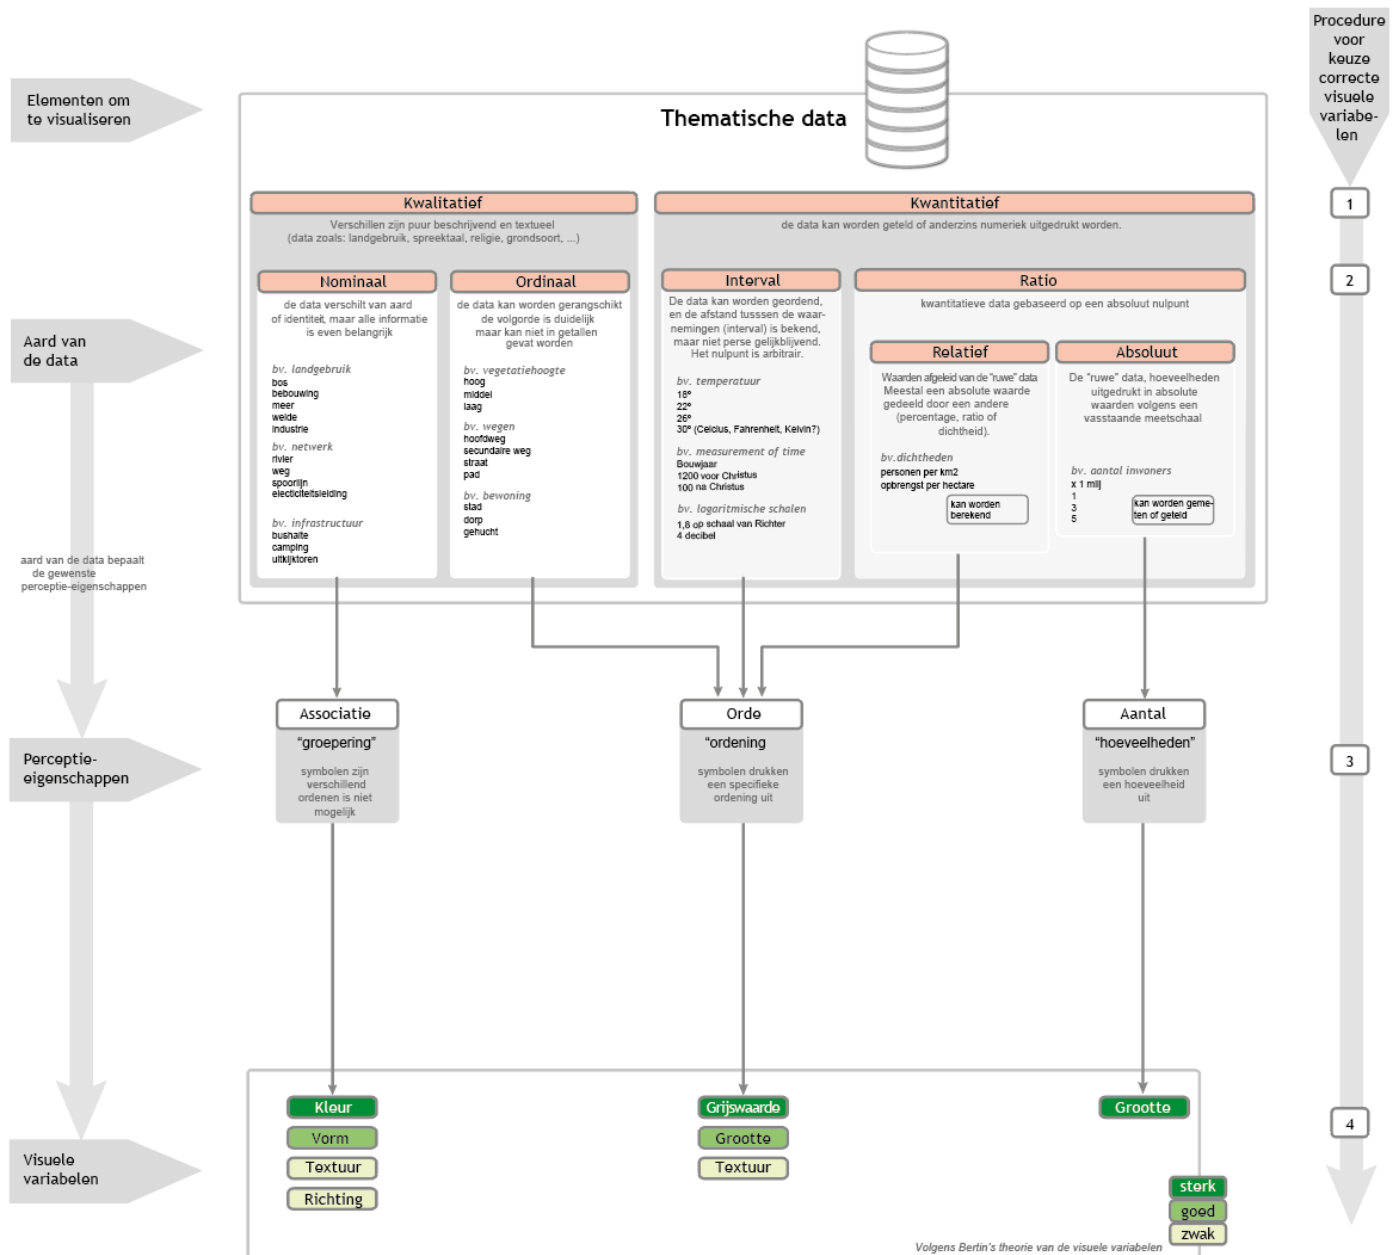 Procedure
voor
keuze
correcte
visuele
variabe-
len
Elementen om
te visualiseren
Thematische data
Kwalitatief
Verschillen zijn puur beschrijvend en textueel
(data zoals: landgebruik, spreektaal, religie, grondsoort, ...)
Kwantitatief
de data kan worden geteld of anderzins numeriek uitgedrukt worden.
1
2
Nominaal
de data verschilt van aard
of identiteit, maar alle informatie
is even belangrijk
bv. landgebruik
bos
bebouwing
meer
weide
industrie
bv. netwerk
rivier
weg
spoorlijn
electiciteitsleiding
bv. infrastructuur
bushalte
camping
uitkijktoren
Ordinaal
de data kan worden gerangschikt
de volgorde is duidelijk
maar kan niet in getallen
gevat worden
bv. vegetatiehoogte
hoog
middel
laag
bv. wegen
hoofdweg
secundaire weg
straat
pad
bv. bewoning
stad
dorp
gehucht
Interval
De data kan worden geordend,
en de afstand tusssen de waar-
nemingen (interval) is bekend,
maar niet perse gelijkblijvend.
Het nulpunt is arbitrair.
bv. temperatuur
18°
22°
26°
30° (Celcius, Fahrenheit, Kelvin?)
bv. measurement of time
Bouwjaar
1200 voor Christus
100 na Christus
bv. logaritmische schalen
1,8 op schaal van Richter
4 decibel
Ratio
kwantitatieve data gebaseerd op een absoluut nulpunt
Relatief
Waarden afgeleid van de "ruwe" data
Meestal een absolute waarde
gedeeld door een andere
(percentage, ratio of
dichtheid).
bv.dichtheden
personen per km2
opbrengst per hectare
kan worden
berekend
Absoluut
De "ruwe" data, hoeveelheden
uitgedrukt in absolute
waarden volgens een
vasstaande meetschaal
bv. aantal inwoners
x 1 milj
1
3
5
kan worden geme-
ten of geteld
Aard van
de data
aard van de data bepaalt
de gewenste
perceptie-eigenschappen
Perceptie-
eigenschappen
Associatie
"groepering"
symbolen zijn
verschillend
ordenen is niet
mogelijk
Orde
"ordening
symbolen drukken
een specifieke
ordening uit
Aantal
"hoeveelheden"
symbolen drukken
een hoeveelheid
uit
3
Visuele
variabelen
Kleur
Vorm
Textuur
Richting
Grijswaarde
Grootte
Textuur
Grootte
4
sterk
goed
zwak
Volgens Bertin's theorie van de visuele variabelen